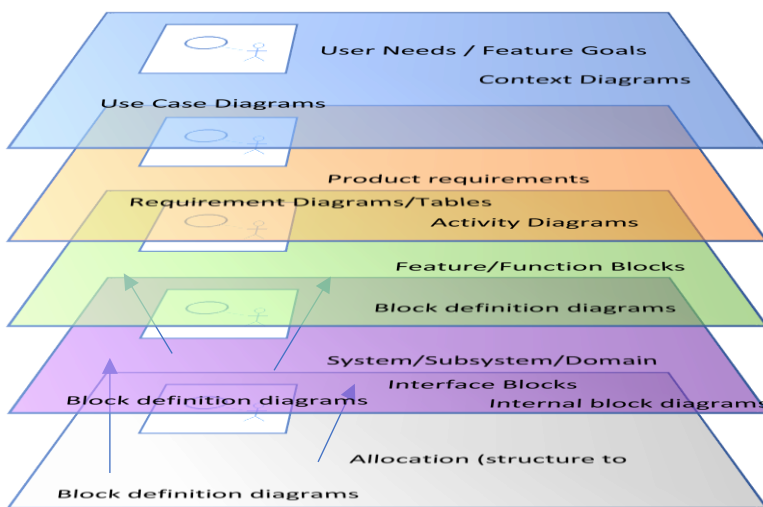 User Needs / Feature Goals
Context Diagrams
Use Case Diagrams
Product requirements
Requirement Diagrams/Tables
Activity Diagrams
Feature/Function Blocks
Block definition diagrams
System/Subsystem/Domain
Interface Blocks
Block definition diagrams
Internal block diagrams
Allocation (structure to
Block definition diagrams